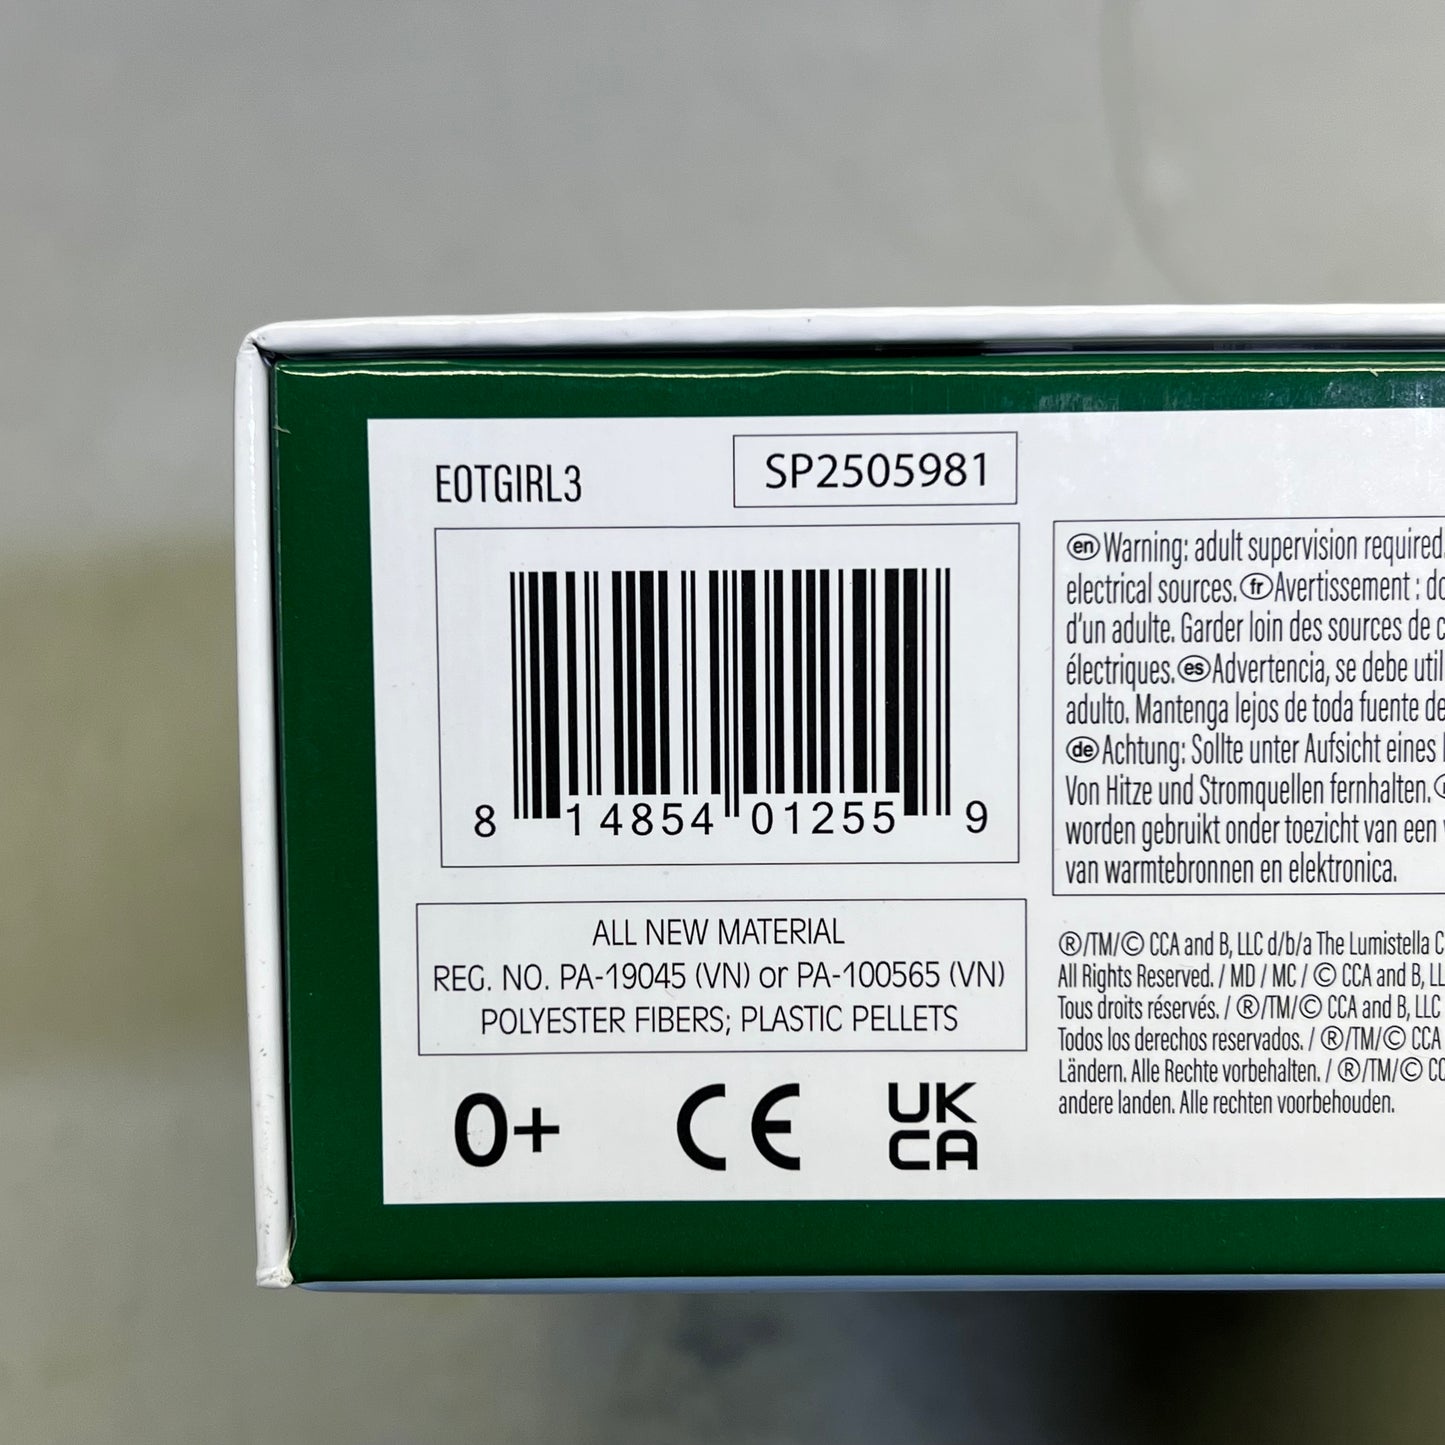 EOTGIRL3
SP2505981
8 14854 01255 9
ALL NEW MATERIAL
REG. NO. PA-19045 (VN) or PA-100565 (VN)
POLYESTER FIBERS; PLASTIC PELLETS
0+ CE UK
CA
en Warning: adult supervision required.
electrical sources. fr Avertissement :
d'un adulte. Garder loin des sources de
électriques. es Advertencia, se debe
adulto. Mantenga lejos de toda fuente de
de Achtung: Sollte unter Aufsicht eines
Von Hitze und Stromquellen fernhalten.
worden gebruikt onder toezicht van een
van warmtebronnen en elektronica.
®/TM/© CCA and B, LLC d/b/a The Lumistella
All Rights Reserved. / MD / MC / © CCA and B,
Tous droits réservés. / ®/TM/© CCA and B, LLC
Todos los derechos reservados. / ®/TM/© CCA
Ländern. Alle Rechte vorbehalten. / ®/TM/©
andere landen. Alle rechten voorbehouden.